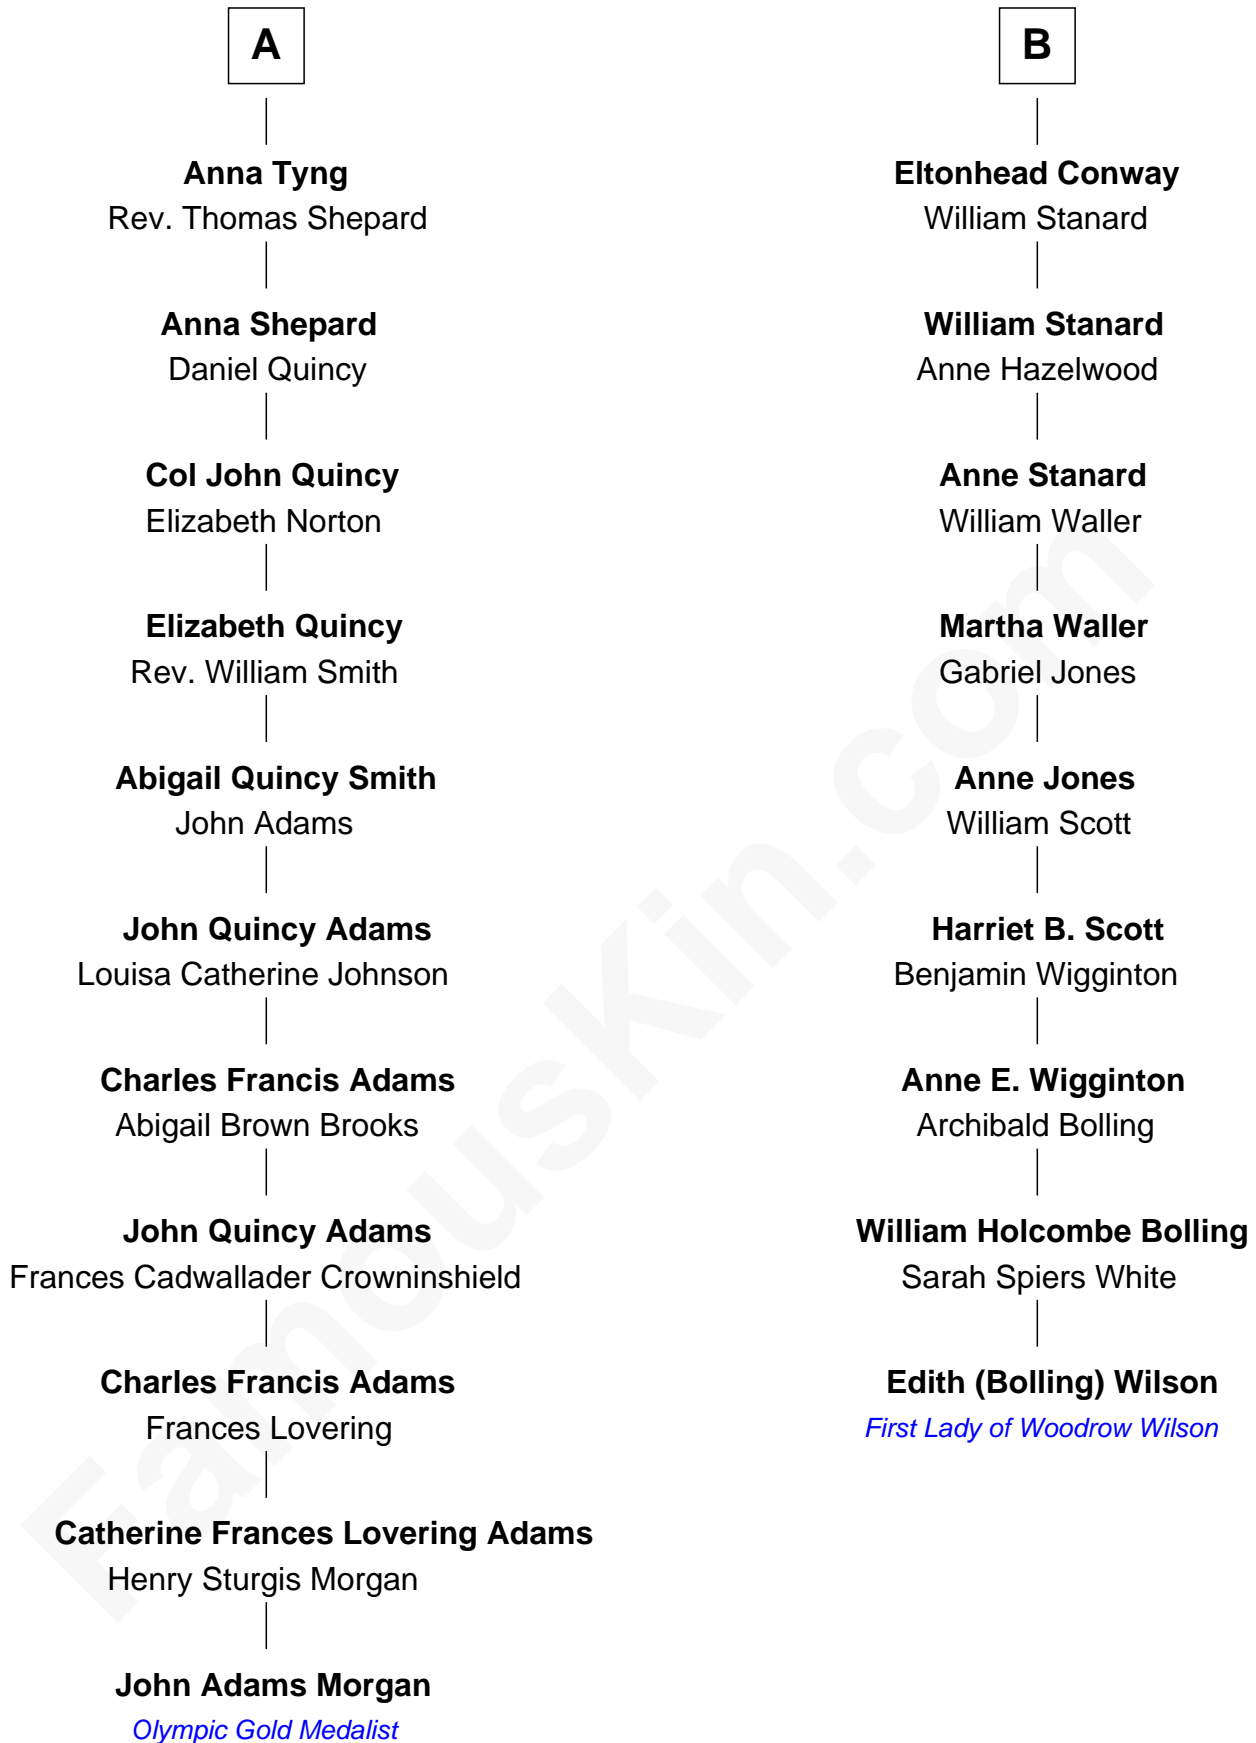 A
Anna Tyng
Rev. Thomas Shepard
Anna Shepard
Daniel Quincy
Col John Quincy
Elizabeth Norton
Elizabeth Quincy
Rev. William Smith
Abigail Quincy Smith
John Adams
John Quincy Adams
Louisa Catherine Johnson
Charles Francis Adams
Abigail Brown Brooks
John Quincy Adams
Frances Cadwallader Crowninshield
Charles Francis Adams
Frances Lovering
Catherine Frances Lovering Adams
Henry Sturgis Morgan
John Adams Morgan
Olympic Gold Medalist
B
Eltonhead Conway
William Stanard
William Stanard
Anne Hazelwood
Anne Stanard
William Waller
Martha Waller
Gabriel Jones
Anne Jones
William Scott
Harriet B. Scott
Benjamin Wigginton
Anne E. Wigginton
Archibald Bolling
William Holcombe Bolling
Sarah Spiers White
Edith (Bolling) Wilson
First Lady of Woodrow Wilson
FamousKin.com